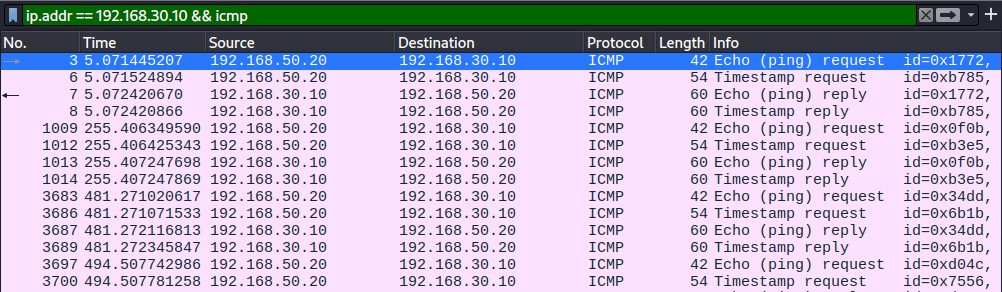 ip.addr == 192.168.30.10 && icmp
No. Time Source Destination Protocol Length Info
3 5.071445207 192.168.50.20 192.168.30.10 ICMP 42 Echo (ping) request id=0x1772,
6 5.071524894 192.168.50.20 192.168.30.10 ICMP 54 Timestamp request id=0xb785,
7 5.072420670 192.168.30.10 192.168.50.20 ICMP 60 Echo (ping) reply id=0x1772,
8 5.072420866 192.168.30.10 192.168.50.20 ICMP 60 Timestamp reply id=0xb785,
1009 255.406349590 192.168.50.20 192.168.30.10 ICMP 42 Echo (ping) request id=0x0f0b,
1012 255.406425343 192.168.50.20 192.168.30.10 ICMP 54 Timestamp request id=0xb3e5,
1013 255.407247698 192.168.30.10 192.168.50.20 ICMP 60 Echo (ping) reply id=0x0f0b,
1014 255.407247869 192.168.30.10 192.168.50.20 ICMP 60 Timestamp reply id=0xb3e5,
3683 481.271020617 192.168.50.20 192.168.30.10 ICMP 42 Echo (ping) request id=0x34dd,
3686 481.271071533 192.168.50.20 192.168.30.10 ICMP 54 Timestamp request id=0x6b1b,
3687 481.272116813 192.168.30.10 192.168.50.20 ICMP 60 Echo (ping) reply id=0x34dd,
3689 481.272345847 192.168.30.10 192.168.50.20 ICMP 60 Timestamp reply id=0x6b1b,
3697 494.507742986 192.168.50.20 192.168.30.10 ICMP 42 Echo (ping) request id=0xd04c,
3700 494.507781258 192.168.50.20 192.168.30.10 ICMP 54 Timestamp request id=0x7556,